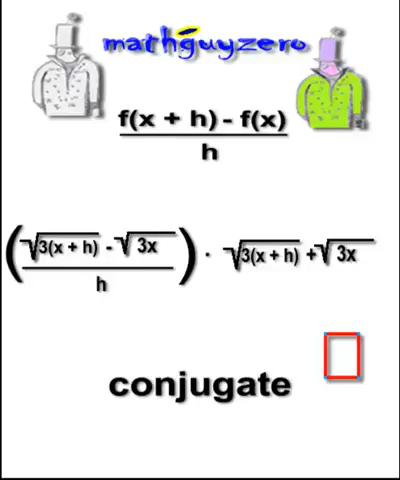 mathguyzero
f(x + h) - f(x)
h
(√3(x + h) - √3x) · √3(x + h) + √3x
h
conjugate